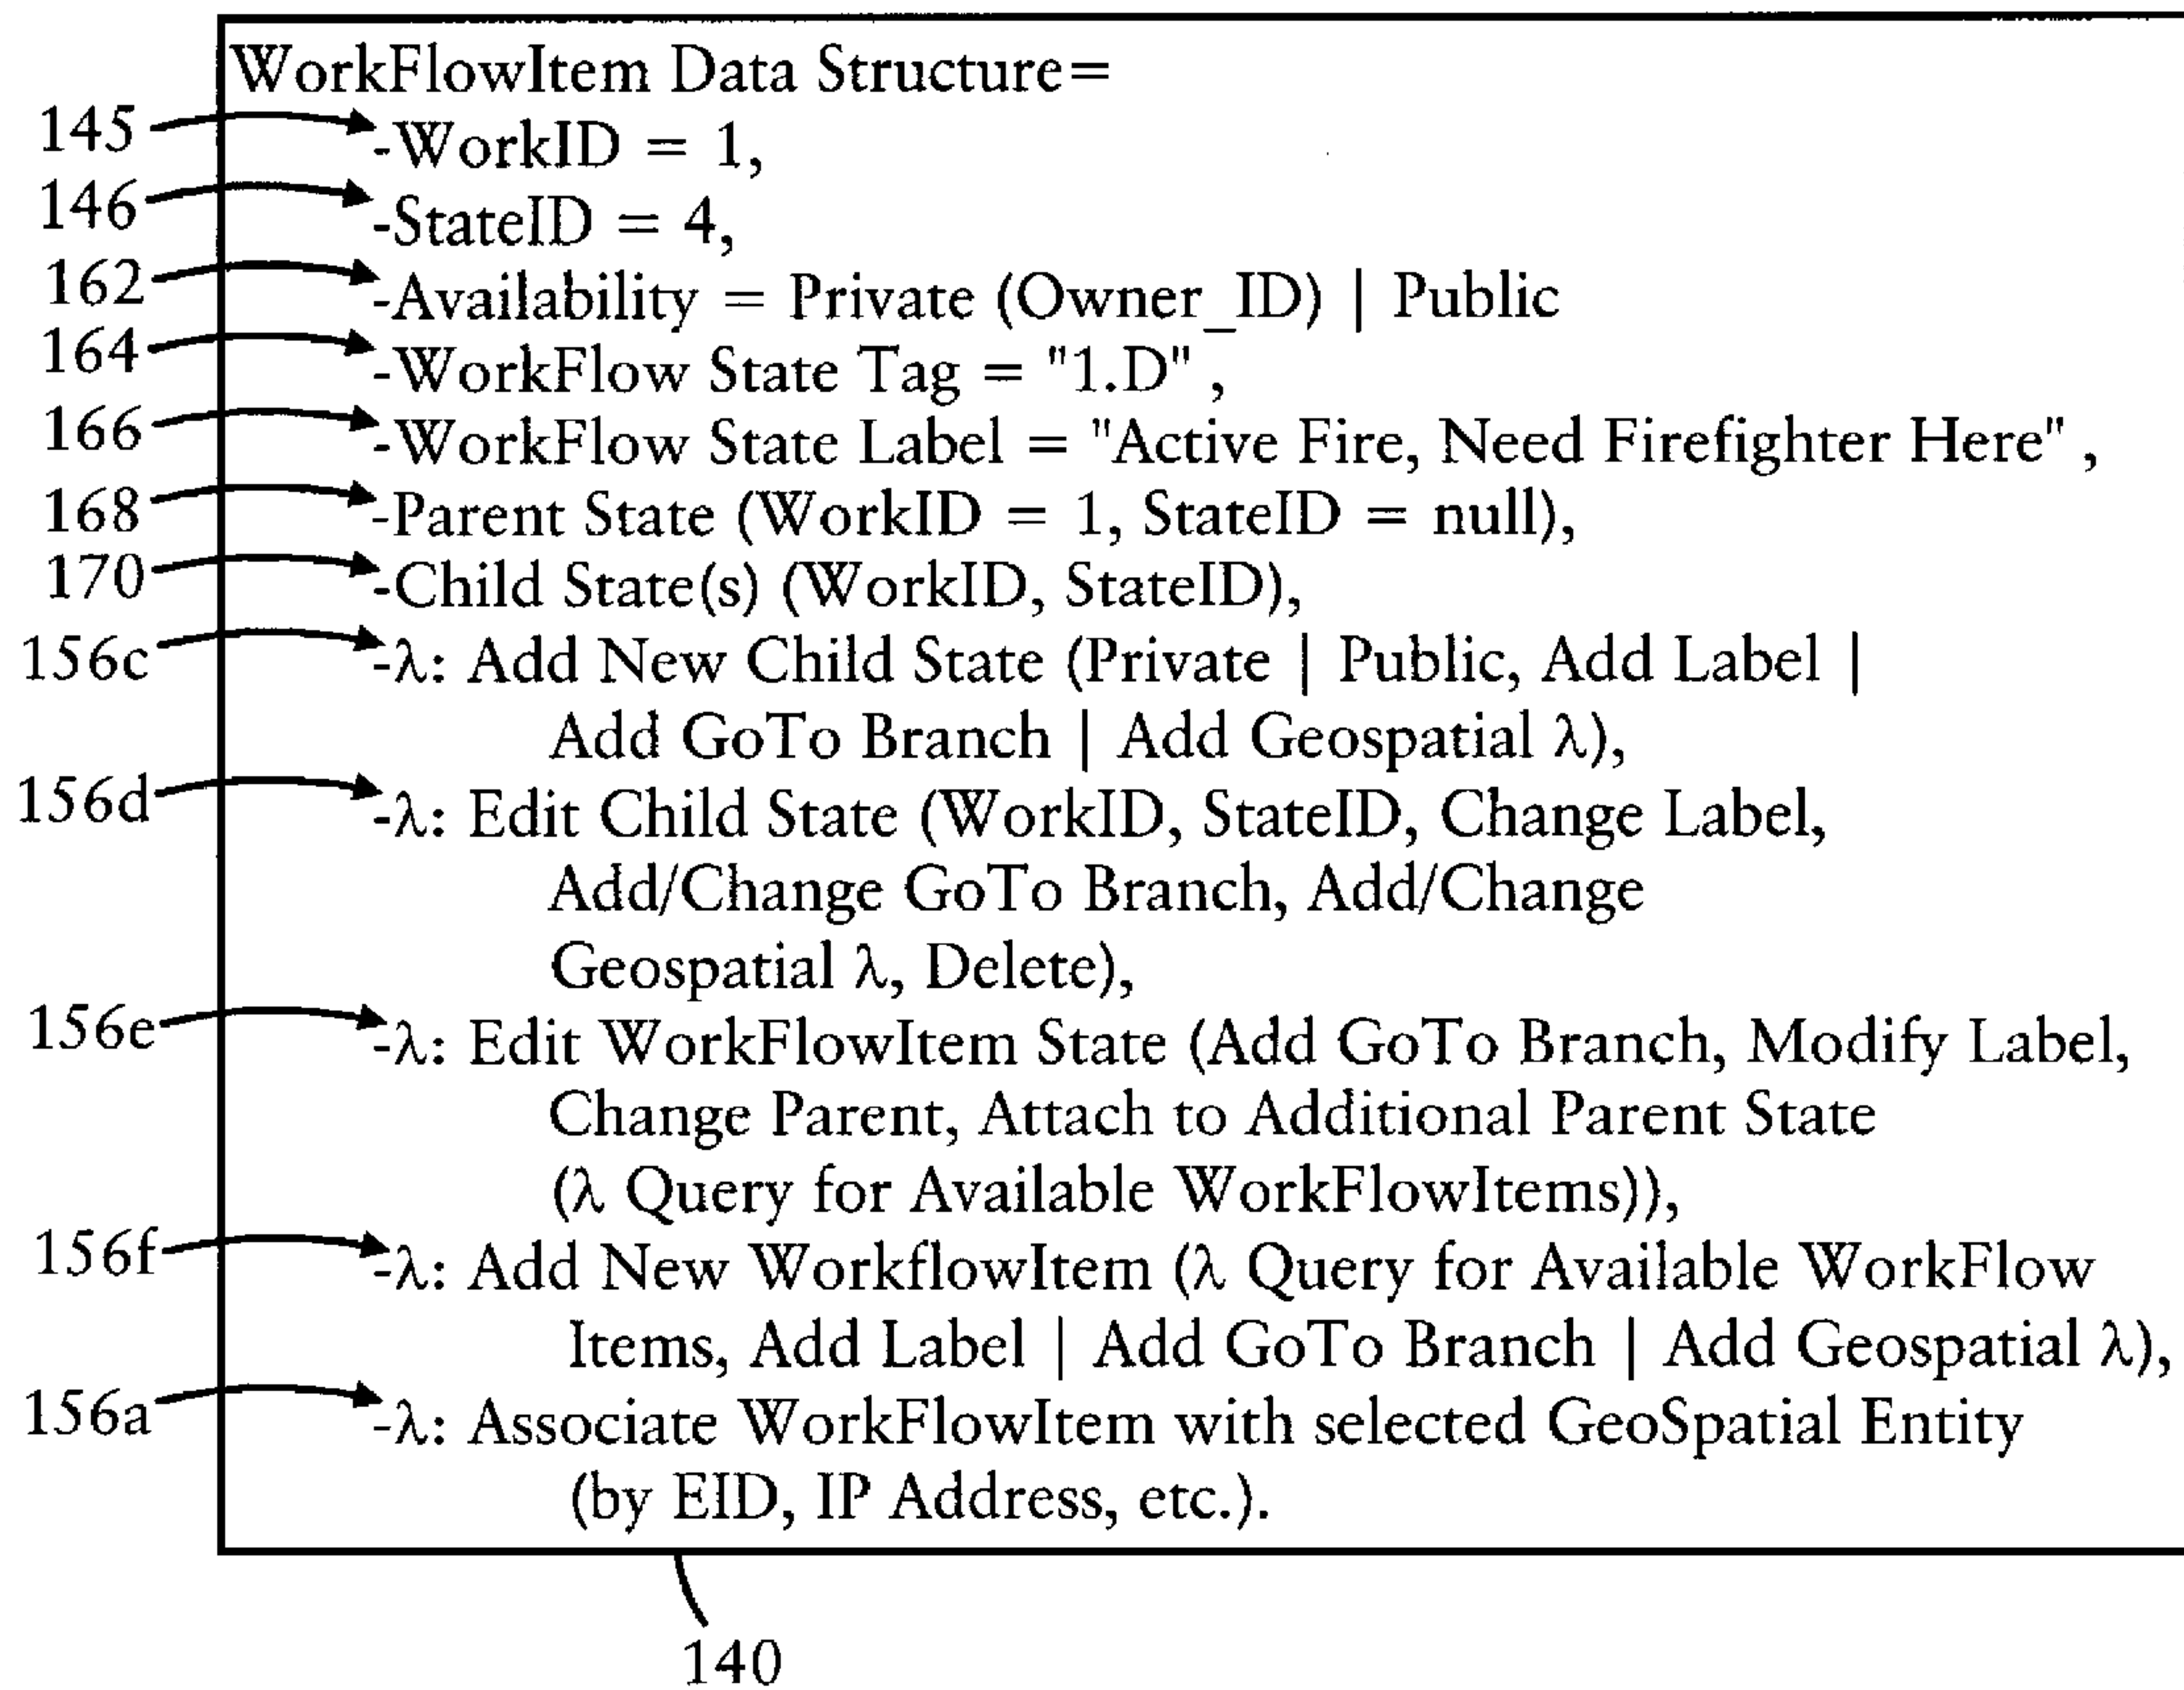 WorkFlowItem Data Structure=
145 -WorkID = 1,
146 -StateID = 4,
162 -Availability = Private (Owner_ID) | Public
164 -WorkFlow State Tag = "1.D" ,
166 -WorkFlow State Label = "Active Fire, Need Firefighter Here" ,
168 -Parent State (WorkID = 1, StateID = null),
170 -Child State(s) (WorkID, StateID),
156c -λ: Add New Child State (Private | Public, Add Label |
Add GoTo Branch | Add Geospatial λ),
156d -λ: Edit Child State (WorkID, StateID, Change Label,
Add/Change GoTo Branch, Add/Change
Geospatial λ, Delete),
156e -λ: Edit WorkFlowItem State (Add GoTo Branch, Modify Label,
Change Parent, Attach to Additional Parent State
(λ Query for Available WorkFlowItems)),
156f -λ: Add New WorkflowItem (λ Query for Available WorkFlow
Items, Add Label | Add GoTo Branch | Add Geospatial λ),
156a -λ: Associate WorkFlowItem with selected GeoSpatial Entity
(by EID, IP Address, etc.).
140